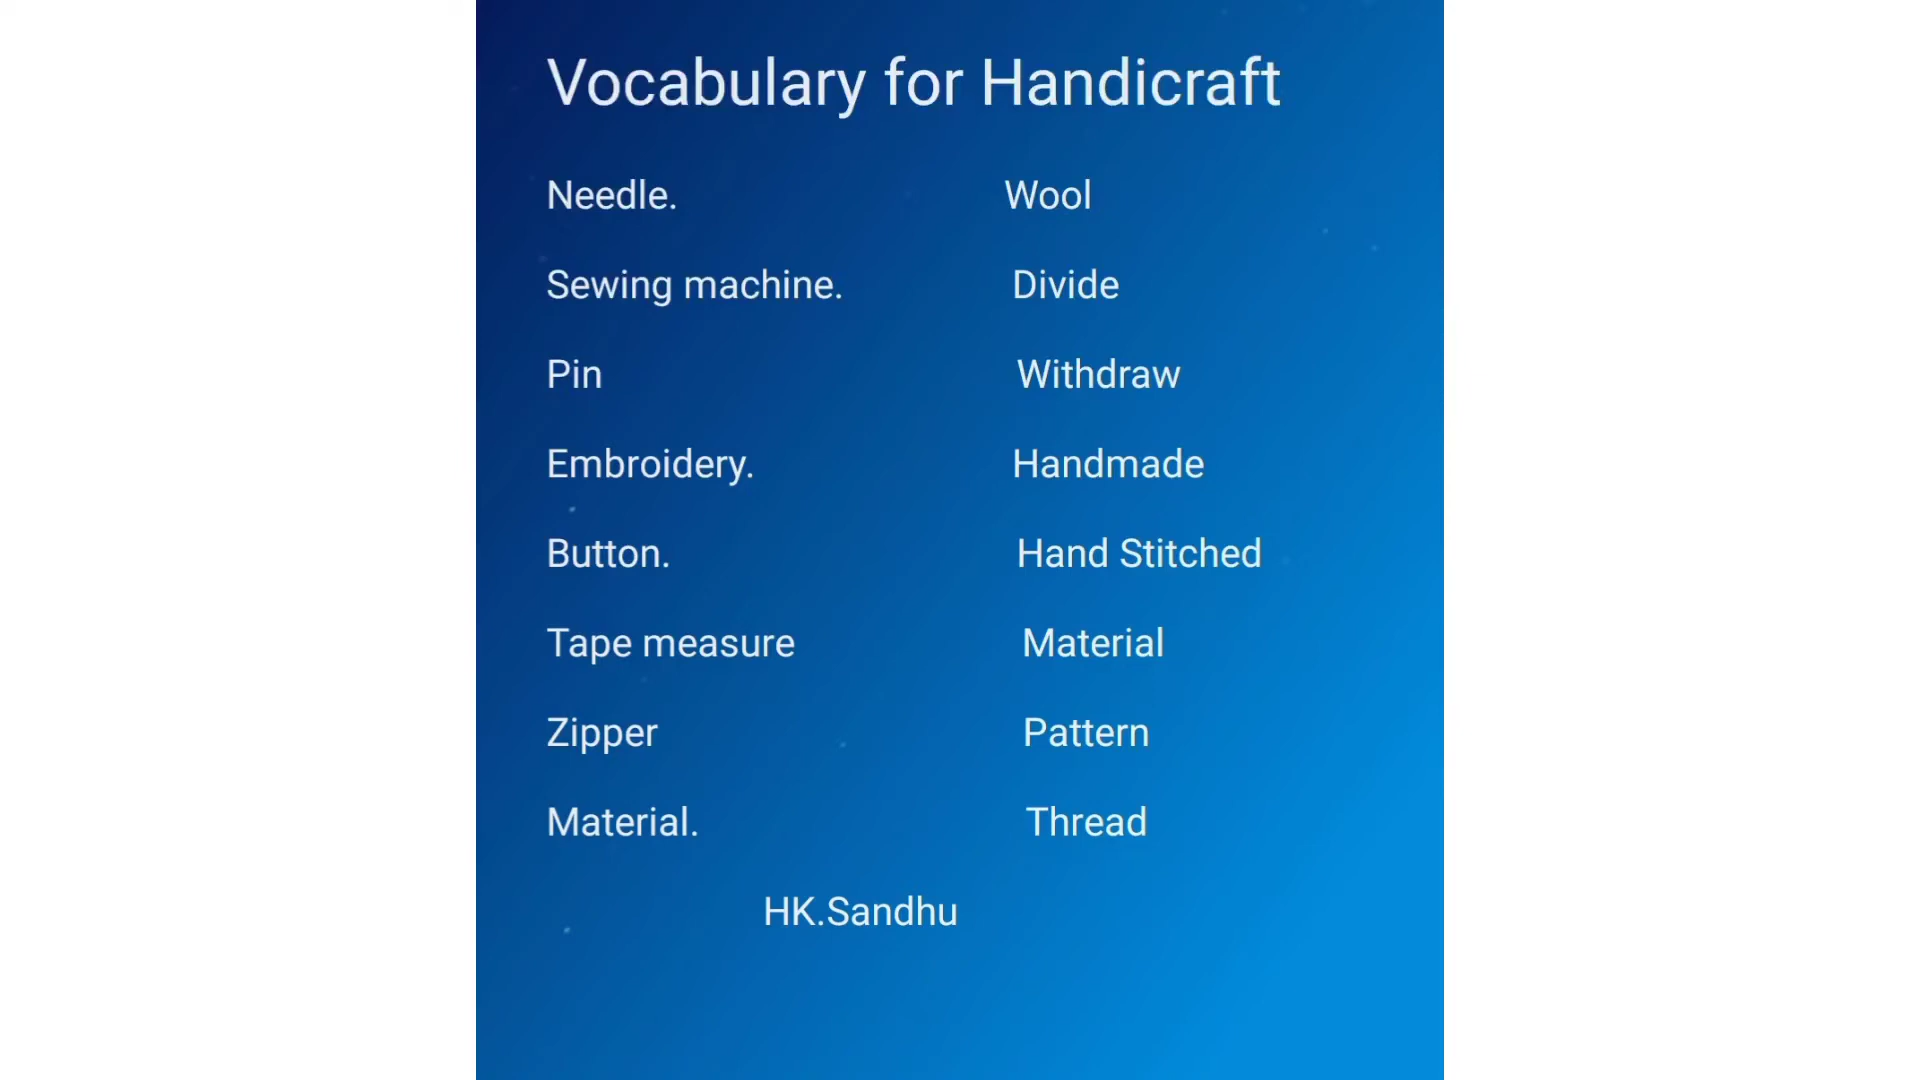 Vocabulary for Handicraft
Needle. Wool
Sewing machine. Divide
Pin Withdraw
Embroidery. Handmade
Button. Hand Stitched
Tape measure Material
Zipper Pattern
Material. Thread
HK.Sandhu